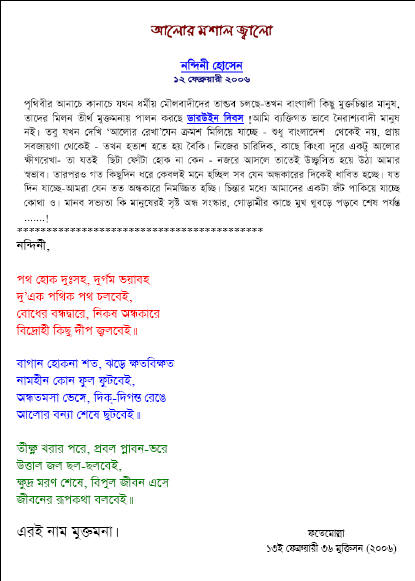 আলোর মশাল জ্বালো
নন্দিনী হোসেন
১২ ফেব্রুয়ারী ২০০৬
পৃথিবীর আনাচে কানাচে যখন ধর্মীয় মৌলবাদীদের তান্ডব চলছে-তখন বাংগালী কিছু মুক্তচিন্তার মানুষ,
তাদের মিলন তীর্থ মুক্তমনায় পালন করছে ডারউইন দিবস ! আমি ব্যক্তিগত ভাবে নৈরাশ্যবাদী মানুষ
নই। তবু যখন দেখি 'আলোর রেখা'যেন ক্রমশ মিলিয়ে যাচ্ছে - শুধু বাংলাদেশ থেকেই নয়, প্রায়
সবজায়গা থেকেই - তখন হতাশ হতে হয় বৈকি। নিজের চারিদিক, কাছে কিংবা দূরে একটু আলোর
ক্ষীণরেখা- তা যতই ছিটা ফোঁটা হোক না কেন - নজরে আসলে তাতেই উচ্ছ্বসিত হয়ে উঠা আমার
স্বভাব। তারপরও গত কিছুদিন ধরে কেবলই মনে হচ্ছিল সব যেন অন্ধকারের দিকেই ধাবিত হচ্ছে। যত
দিন যাচ্ছে-আমরা যেন তত অন্ধকারে নিমজ্জিত হচ্ছি। চিন্তার মধ্যে আমাদের একটা জঁট পাকিয়ে যাচ্ছে
কোথা ও। মানব সভ্যতা কি মানুষেরই সৃষ্ট অন্ধ সংস্কার, গোড়ামীর কাছে মুখ থুবড়ে পড়বে শেষ পর্যন্ত
.......!
******************************************
নন্দিনী,
পথ হোক দুঃসহ, দুর্গম ভয়াবহ
দু'এক পথিক পথ চলবেই,
বোধের বন্ধদ্বারে, নিকষ অন্ধকারে
বিদ্রোহী কিছু দীপ জ্বলবেই॥
বাগান হোকনা শত, ঝড়ে ক্ষতবিক্ষত
নামহীন কোন ফুল ফুটবেই,
অন্ধতমসা ভেঙ্গে, দিক্-দিগন্ত রেঙে
আলোর বন্যা শেষে ছুটবেই॥
তীক্ষ্ণ খরার পরে, প্রবল প্লাবন-ভরে
উত্তাল জল ছল-ছলবেই,
ক্ষুদ্র মরণ শেষে, বিপুল জীবন এসে
জীবনের রূপকথা বলবেই॥
এরই নাম মুক্তমনা।
ফতেমোল্লা
১৩ই ফেব্রুয়ারী ৩৬ মুক্তিসন (২০০৬)